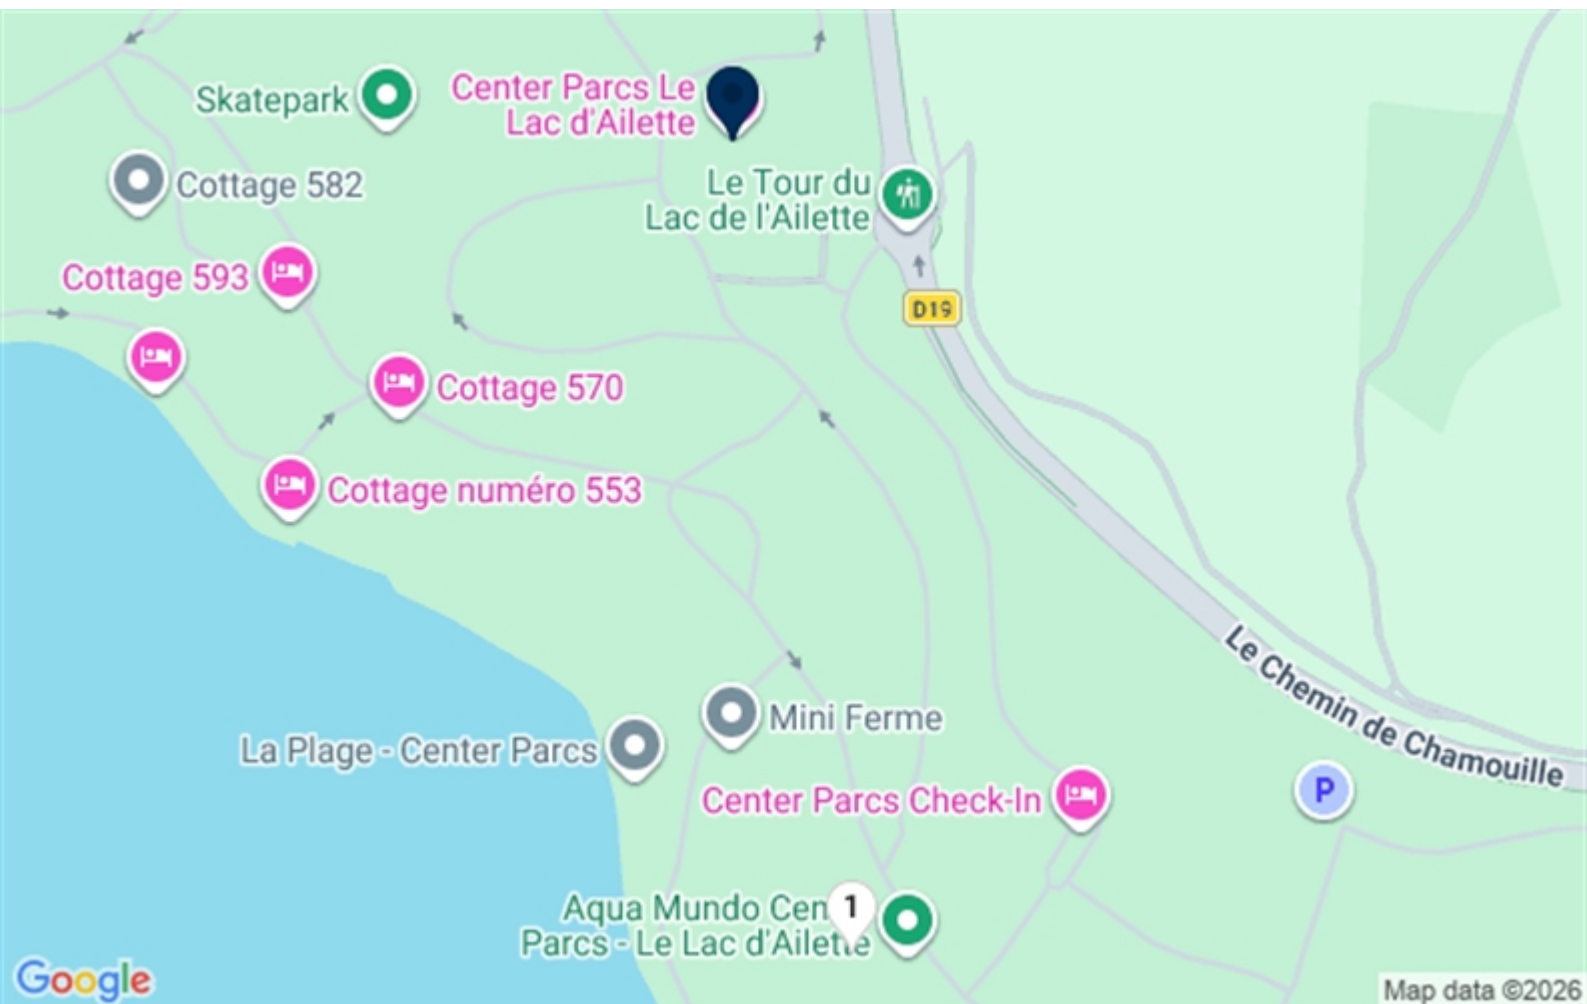 Skatepark
Center Parcs Le
Lac d'Ailette
Cottage 582
Le Tour du
Lac de l'Ailette
Cottage 593
D19
Cottage 570
Cottage numéro 553
Le Chemin de Chamouille
Mini Ferme
La Plage - Center Parcs
Center Parcs Check-In
P
Aqua Mundo Cen
1
Parcs - Le Lac d'Ailette
Google
Map data ©2026